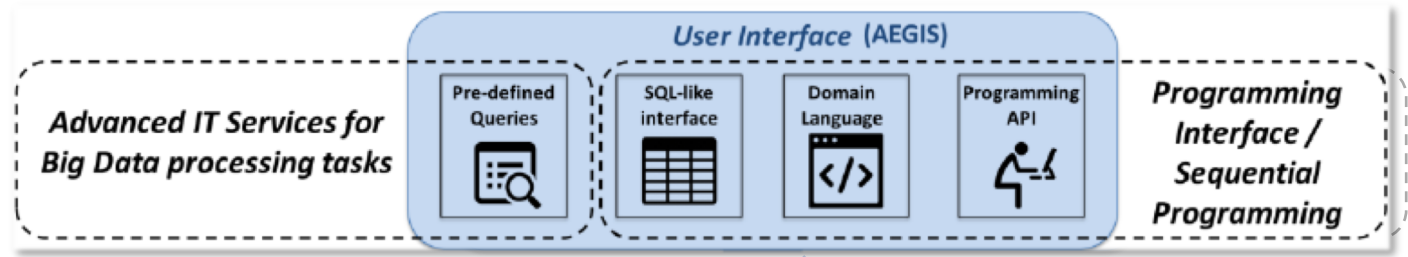 User Interface (AEGIS)
Advanced IT Services for
Big Data processing tasks
Pre-defined
Queries
SQL-like
interface
Domain
Language
</>
Programming
API
Programming
Interface /
Sequential
Programming